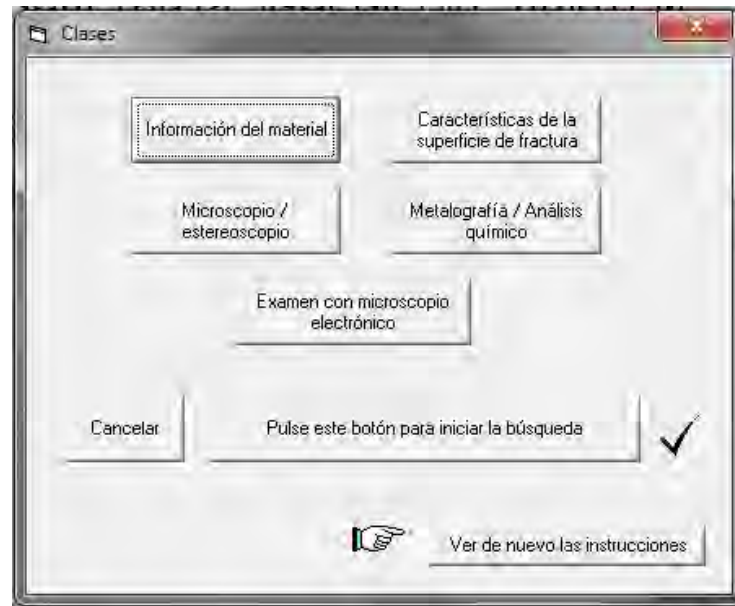 Clases
Información del material
Características de la
superficie de fractura
Microscopio /
estereoscopio
Metalografía / Análisis
químico
Examen con microscopio
electrónico
Cancelar
Pulse este botón para iniciar la búsqueda
Ver de nuevo las instrucciones